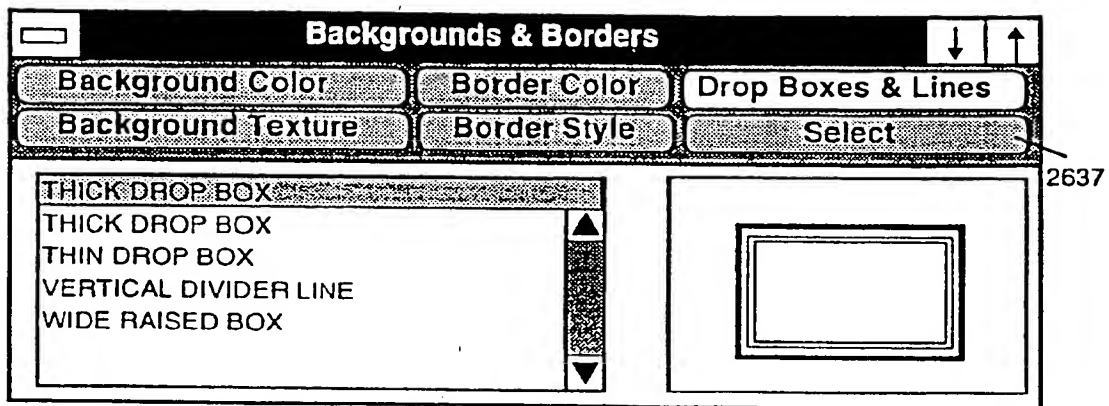 Backgrounds & Borders
Background Color Border Color Drop Boxes & Lines
Background Texture Border Style Select
2637
THICK DROP BOX
THICK DROP BOX
THIN DROP BOX
VERTICAL DIVIDER LINE
WIDE RAISED BOX